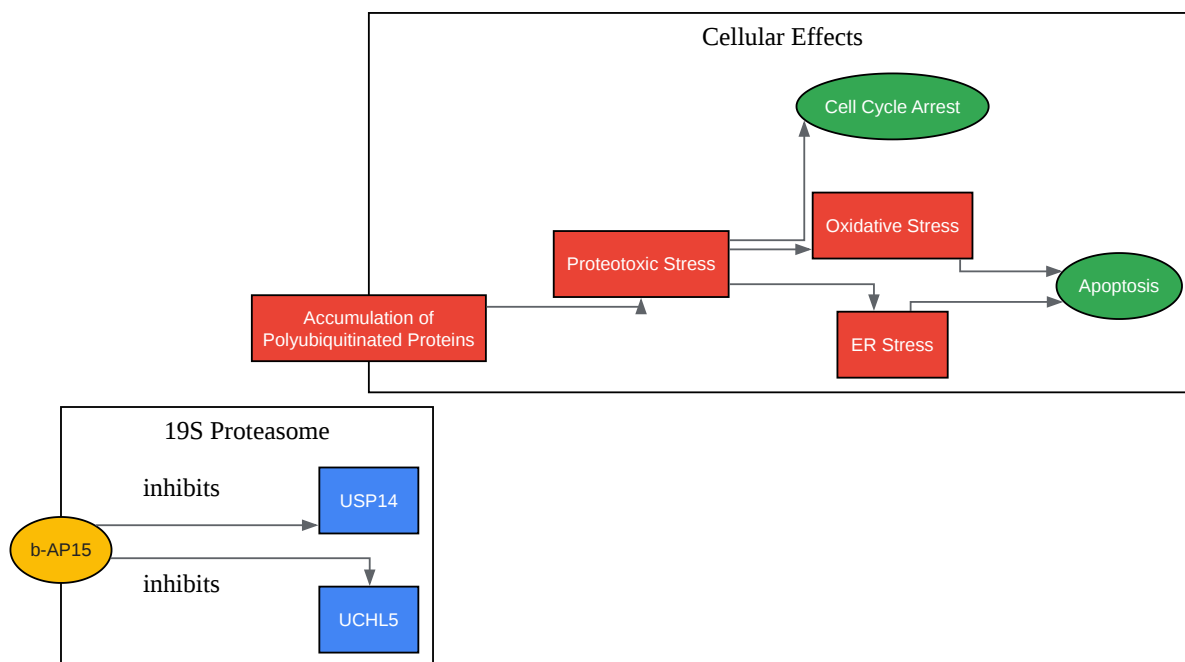 Cellular Effects
Cell Cycle Arrest
Oxidative Stress
Proteotoxic Stress
Apoptosis
Accumulation of
Polyubiquitinated Proteins
ER Stress
19S Proteasome
inhibits
USP14
b-AP15
inhibits
UCHL5